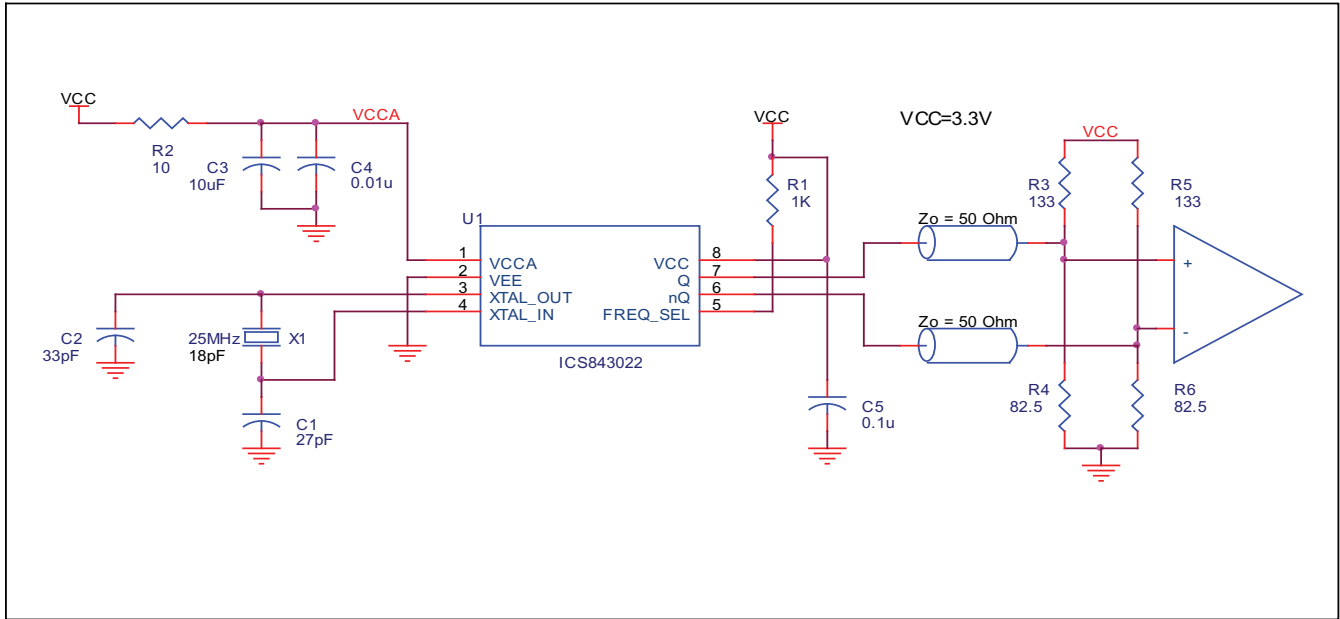 VCC
R2
10
VCCA
C3
10uF
C4
0.01u
VCC
VCC=3.3V
R1
1K
VCC
R3
133
R5
133
U1
1
2
3
4
VCCA
VEE
XTAL_OUT
XTAL_IN
VCC
Q
nQ
FREQ_SEL
8
7
6
5
ICS843022
Zo = 50 Ohm
Zo = 50 Ohm
+
-
C2
33pF
25MHz
18pF
X1
C1
27pF
C5
0.1u
R4
82.5
R6
82.5